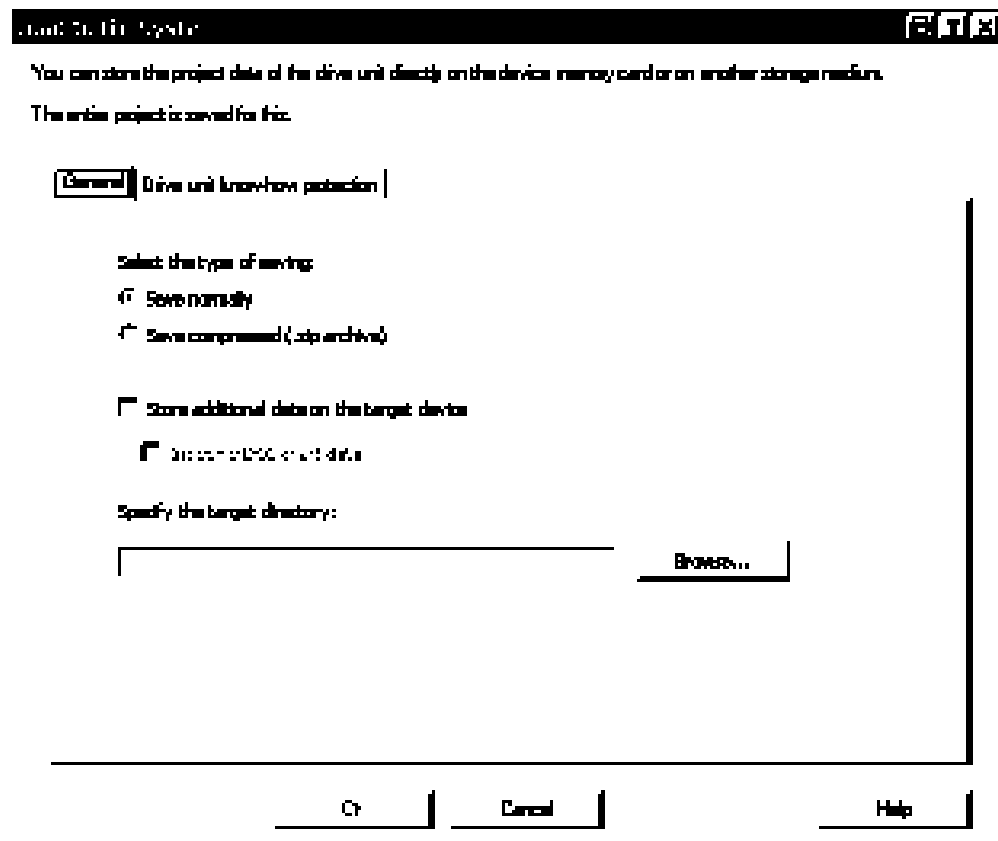 You can store the project data of the drive unit directly on the device memory card or on another storage medium.
The entire project is saved for this.
General
Drive unit know-how protection
Select the type of saving:
Save normally
Save compressed (.zip archive)
Store additional data on the target device
Specify the target directory:
Browse...
OK
Cancel
Help